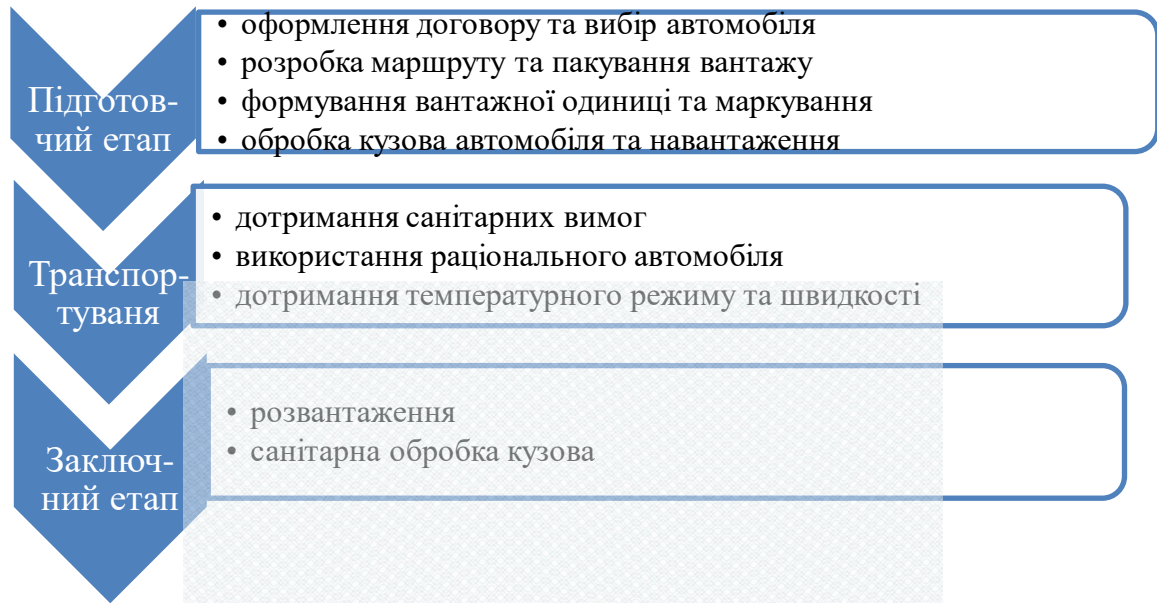 Підготов-
чий етап
• оформлення договору та вибір автомобіля
• розробка маршруту та пакування вантажу
• формування вантажної одиниці та маркування
• обробка кузова автомобіля та навантаження
Транспор-
туваня
• дотримання санітарних вимог
• використання раціонального автомобіля
• дотримання температурного режиму та швидкості
Заключ-
ний етап
• розвантаження
• санітарна обробка кузова